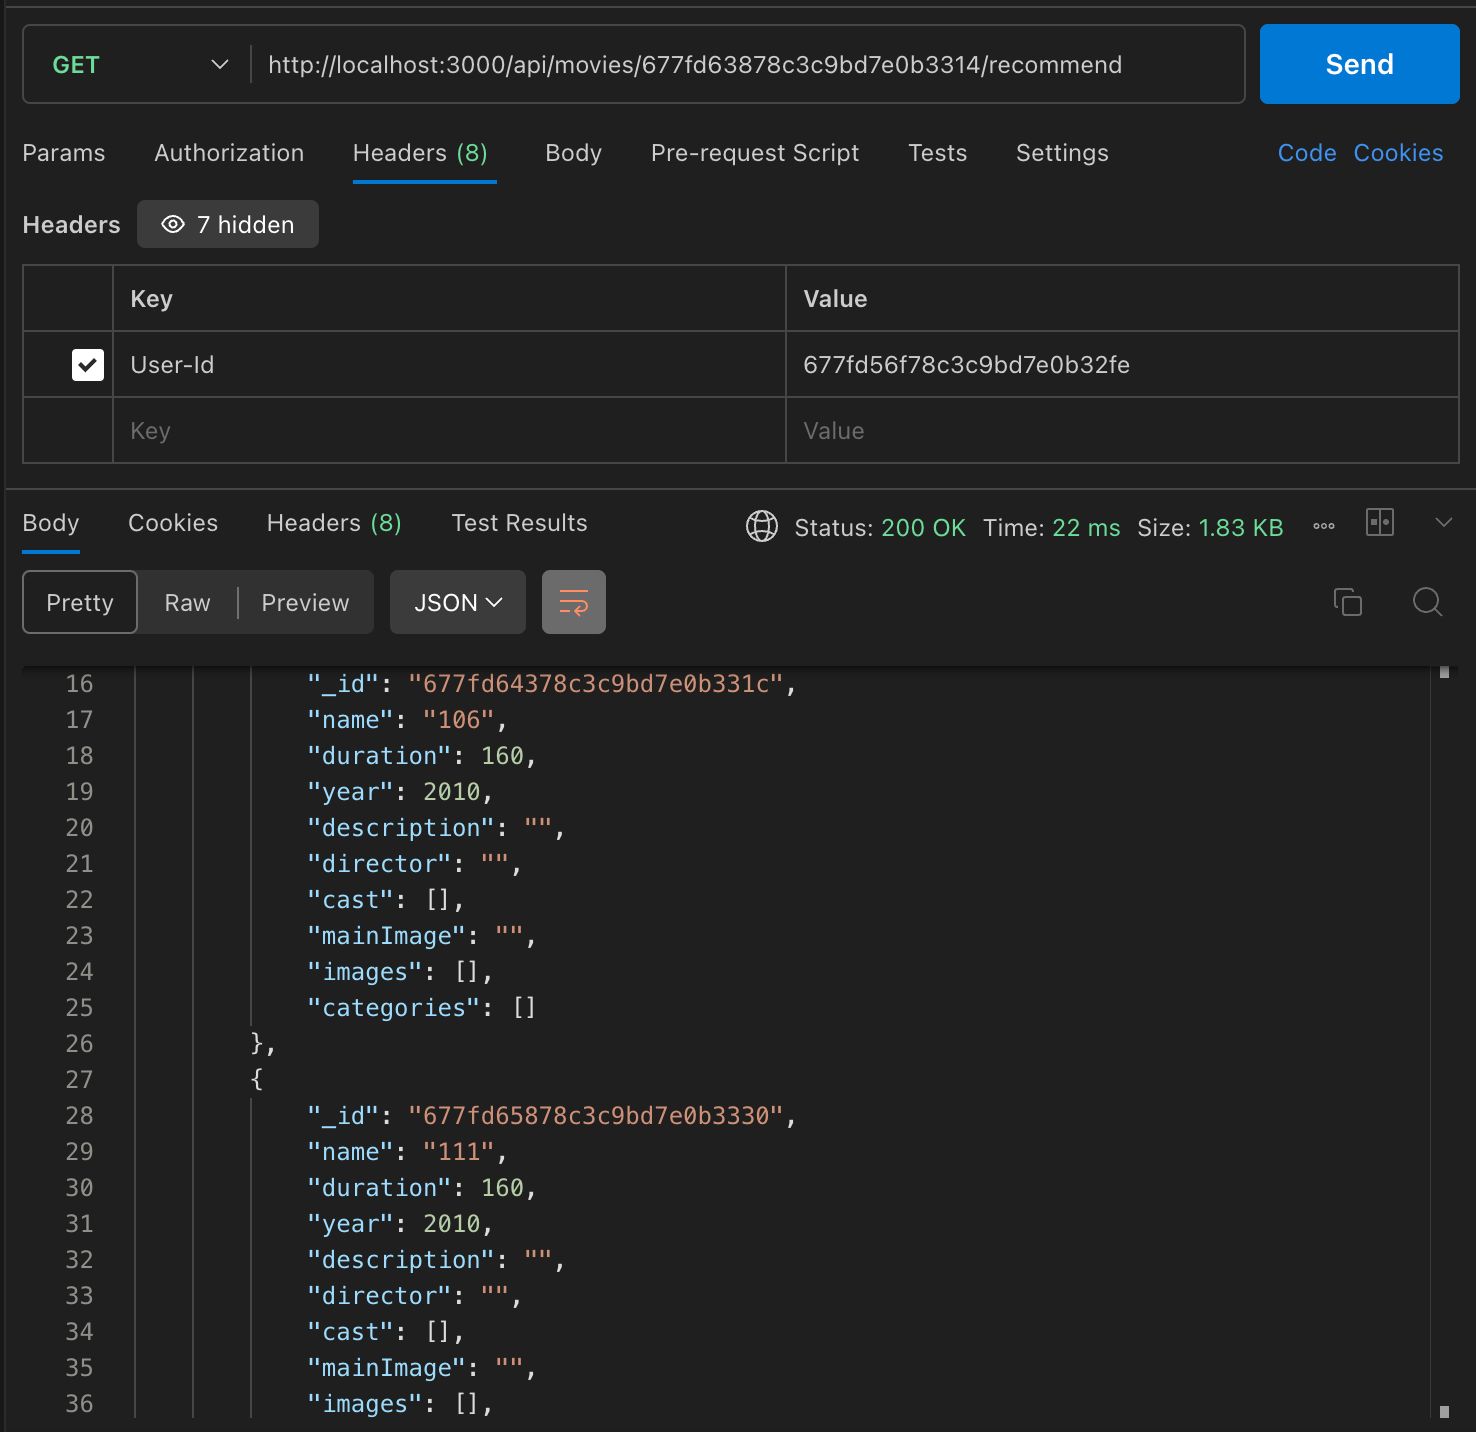 GET http://localhost:3000/api/movies/677fd63878c3c9bd7e0b3314/recommend Send
Params Authorization Headers (8) Body Pre-request Script Tests Settings Code Cookies
Headers 7 hidden
Key Value
User-Id 677fd56f78c3c9bd7e0b32fe
Key Value
Body Cookies Headers (8) Test Results Status: 200 OK Time: 22 ms Size: 1.83 KB
Pretty Raw Preview JSON
16 "_id": "677fd64378c3c9bd7e0b331c",
17 "name": "106",
18 "duration": 160,
19 "year": 2010,
20 "description": "",
21 "director": "",
22 "cast": [],
23 "mainImage": "",
24 "images": [],
25 "categories": []
26 },
27 {
28 "_id": "677fd65878c3c9bd7e0b3330",
29 "name": "111",
30 "duration": 160,
31 "year": 2010,
32 "description": "",
33 "director": "",
34 "cast": [],
35 "mainImage": "",
36 "images": [],